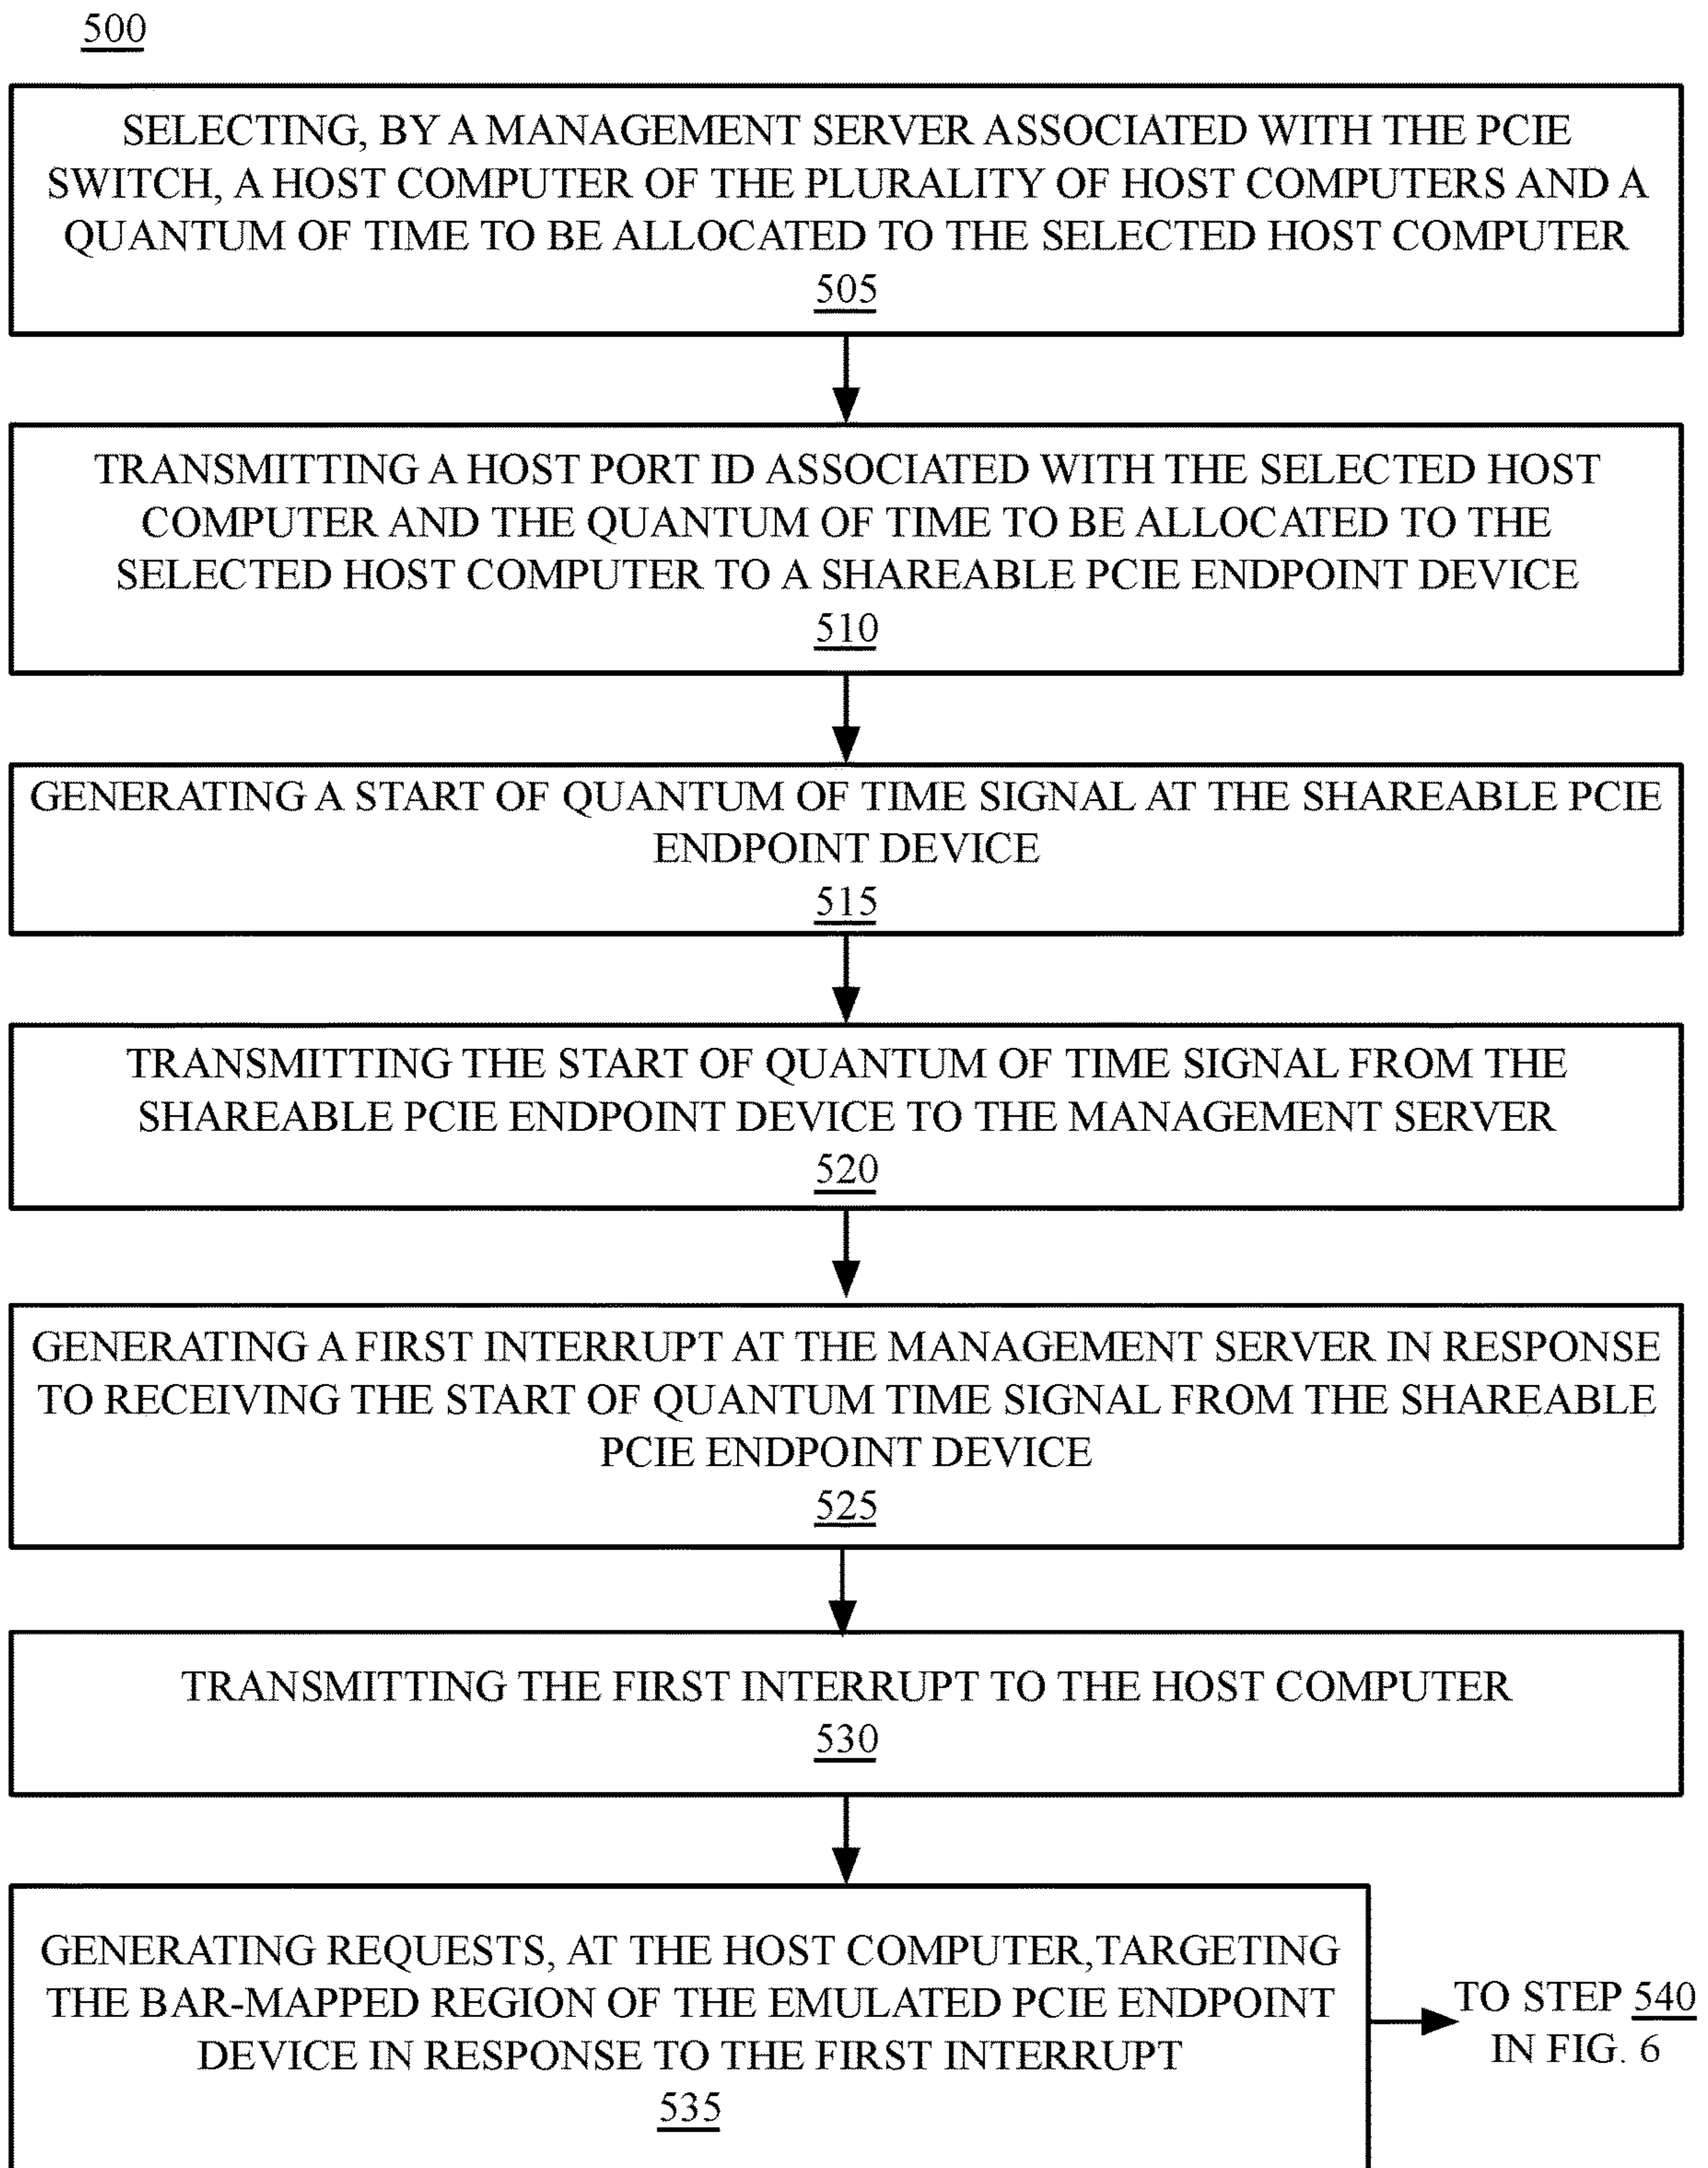 500
SELECTING, BY A MANAGEMENT SERVER ASSOCIATED WITH THE PCIE
SWITCH, A HOST COMPUTER OF THE PLURALITY OF HOST COMPUTERS AND A
QUANTUM OF TIME TO BE ALLOCATED TO THE SELECTED HOST COMPUTER
505
TRANSMITTING A HOST PORT ID ASSOCIATED WITH THE SELECTED HOST
COMPUTER AND THE QUANTUM OF TIME TO BE ALLOCATED TO THE
SELECTED HOST COMPUTER TO A SHAREABLE PCIE ENDPOINT DEVICE
510
GENERATING A START OF QUANTUM OF TIME SIGNAL AT THE SHAREABLE PCIE
ENDPOINT DEVICE
515
TRANSMITTING THE START OF QUANTUM OF TIME SIGNAL FROM THE
SHAREABLE PCIE ENDPOINT DEVICE TO THE MANAGEMENT SERVER
520
GENERATING A FIRST INTERRUPT AT THE MANAGEMENT SERVER IN RESPONSE
TO RECEIVING THE START OF QUANTUM TIME SIGNAL FROM THE SHAREABLE
PCIE ENDPOINT DEVICE
525
TRANSMITTING THE FIRST INTERRUPT TO THE HOST COMPUTER
530
GENERATING REQUESTS, AT THE HOST COMPUTER,TARGETING
THE BAR-MAPPED REGION OF THE EMULATED PCIE ENDPOINT
DEVICE IN RESPONSE TO THE FIRST INTERRUPT
535
TO STEP 540
IN FIG. 6